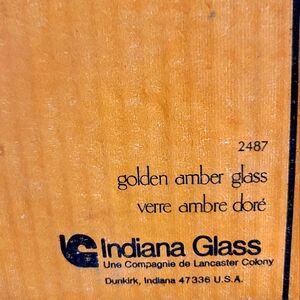 2487
golden amber glass
verre ambre doré
Indiana Glass
Une Compagnie de Lancaster Colony
Dunkirk, Indiana 47336 U.S.A.